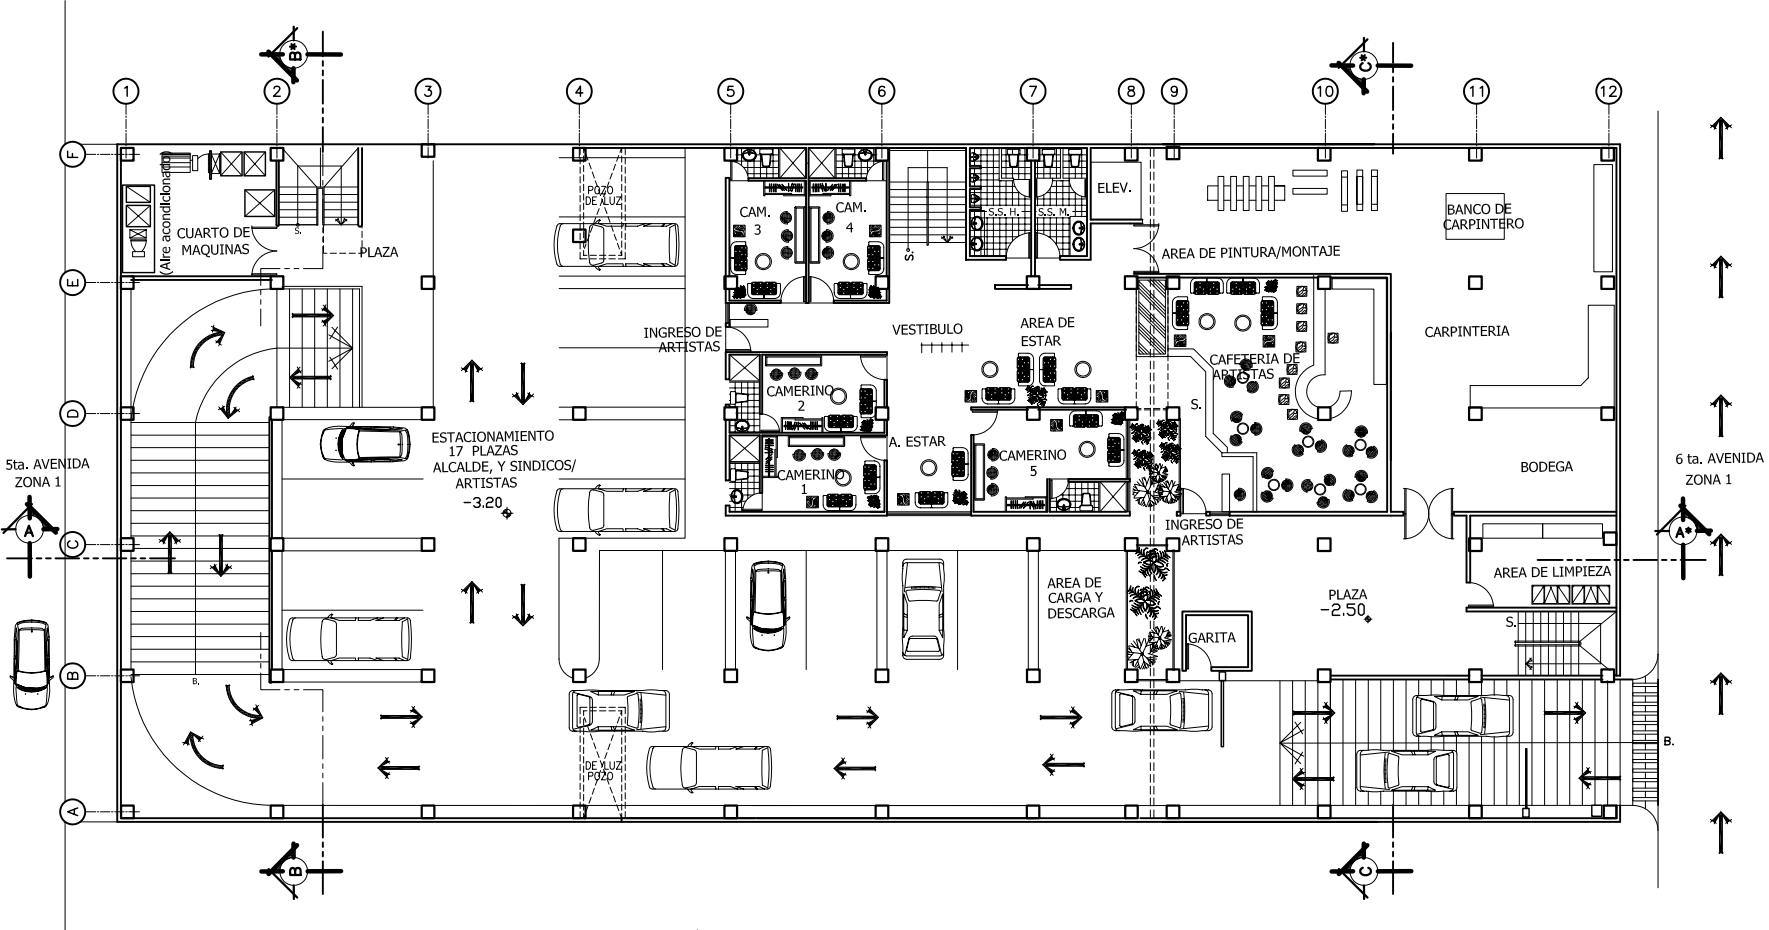 B*
C*
1
2
3
4
5
6
7
8
9
10
11
12
F
(Aire acondicionado)
CUARTO DE
MAQUINAS
S.
PLAZA
POZO
DE LUZ
CAM.
3
CAM.
4
S.
S.S. H.
S.S. M.
ELEV.
AREA DE PINTURA/MONTAJE
BANCO DE
CARPINTERO
E
INGRESO DE
ARTISTAS
VESTIBULO
AREA DE
ESTAR
CAFETERIA DE
ARTISTAS
CARPINTERIA
S.
D
CAMERINO
2
ESTACIONAMIENTO
17 PLAZAS
ALCALDE, Y SINDICOS/
ARTISTAS
-3.20
A. ESTAR
CAMERINO
1
CAMERINO
5
BODEGA
5ta. AVENIDA
ZONA 1
6 ta. AVENIDA
ZONA 1
A
A*
C
INGRESO DE
ARTISTAS
AREA DE
CARGA Y
DESCARGA
PLAZA
-2.50
AREA DE LIMPIEZA
S.
GARITA
B
B.
B.
DE LUZ
POZO
A
B
C